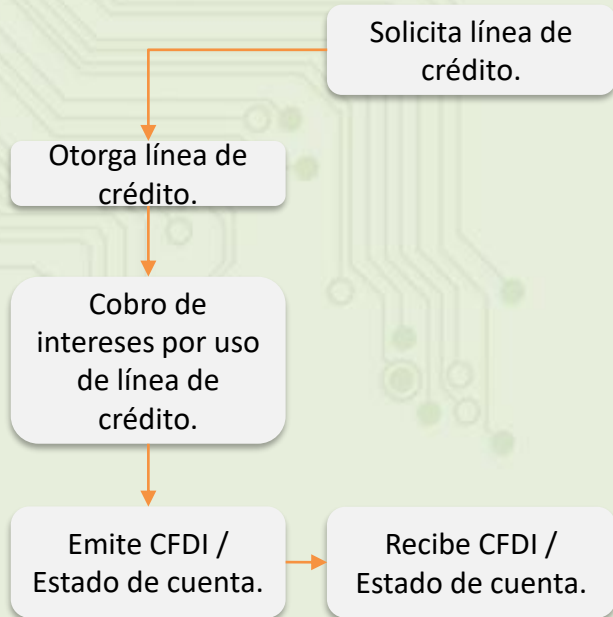 Solicita línea de
crédito.
Otorga línea de
crédito.
Cobro de
intereses por uso
de línea de
crédito.
Emite CFDI /
Estado de cuenta.
Recibe CFDI /
Estado de cuenta.